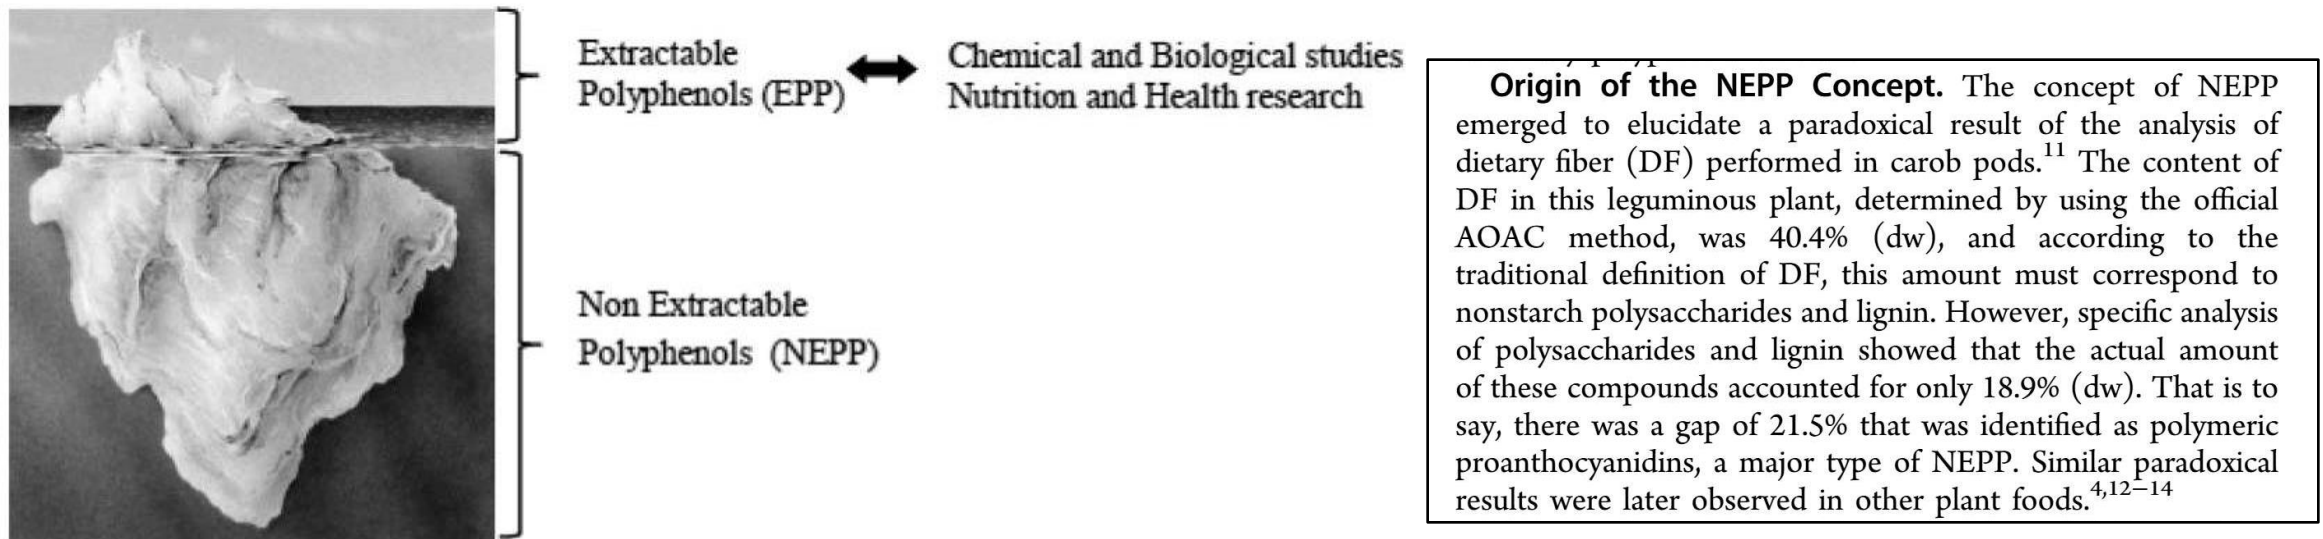 Extractable
Polyphenols (EPP)
Chemical and Biological studies
Nutrition and Health research
Non Extractable
Polyphenols (NEPP)
Origin of the NEPP Concept. The concept of NEPP
emerged to elucidate a paradoxical result of the analysis of
dietary fiber (DF) performed in carob pods.11 The content of
DF in this leguminous plant, determined by using the official
AOAC method, was 40.4% (dw), and according to the
traditional definition of DF, this amount must correspond to
nonstarch polysaccharides and lignin. However, specific analysis
of polysaccharides and lignin showed that the actual amount
of these compounds accounted for only 18.9% (dw). That is to
say, there was a gap of 21.5% that was identified as polymeric
proanthocyanidins, a major type of NEPP. Similar paradoxical
results were later observed in other plant foods.4,12−14